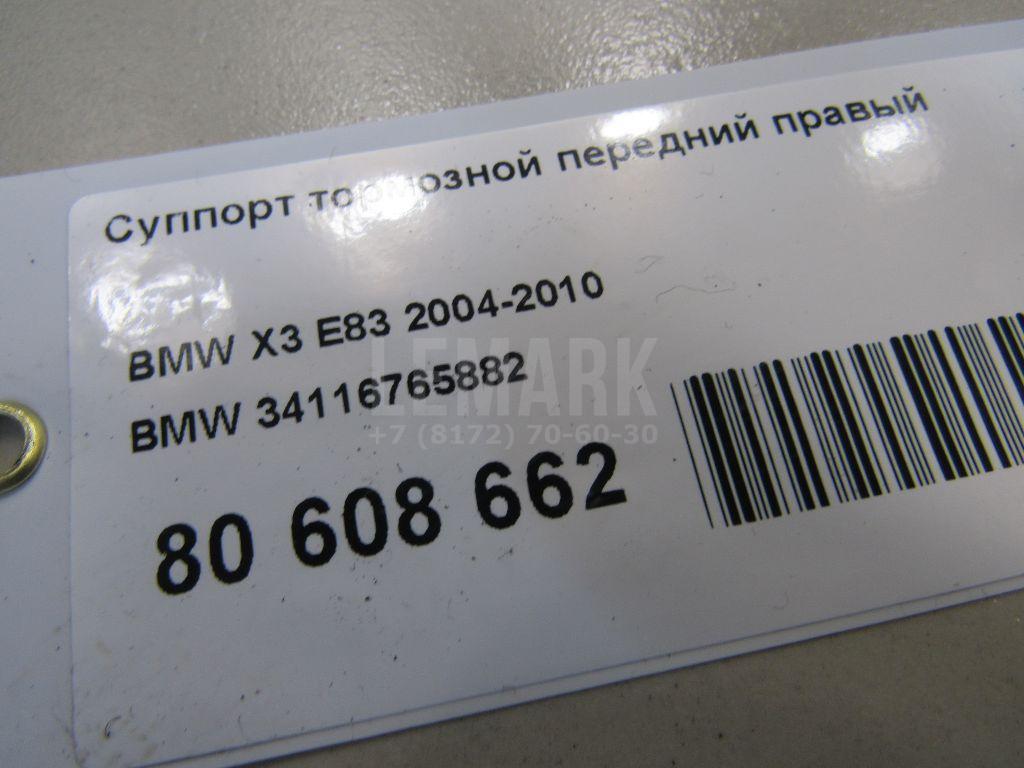 Суппорт тормозной передний правый
BMW X3 E83 2004-2010
BMW 34116765882
LEMARK
+7 (8172) 70-60-30
80 608 662